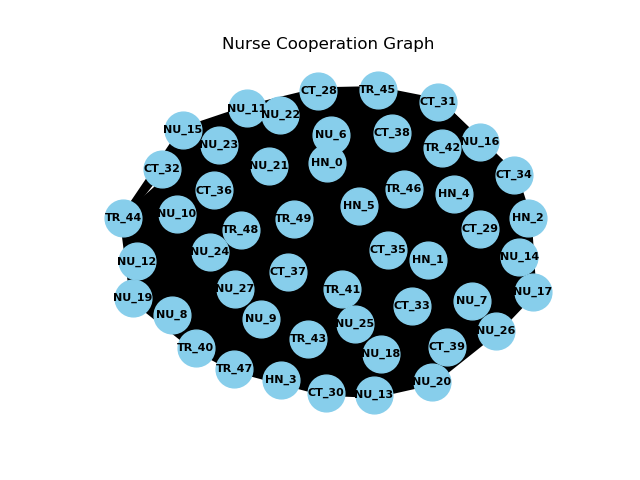 Nurse Cooperation Graph
CT_28
TR_45
CT_31
NU_11
NU_22
NU_15
NU_6
CT_38
NU_16
NU_23
TR_42
NU_21
HN_0
CT_32
CT_34
CT_36
TR_46
HN_4
NU_10
HN_5
TR_44
TR_49
HN_2
TR_48
CT_29
NU_24
CT_35
NU_14
NU_12
HN_1
CT_37
NU_27
TR_41
NU_17
NU_19
NU_7
CT_33
NU_8
NU_9
NU_25
NU_26
TR_43
TR_40
CT_39
NU_18
TR_47
HN_3
NU_20
CT_30
NU_13